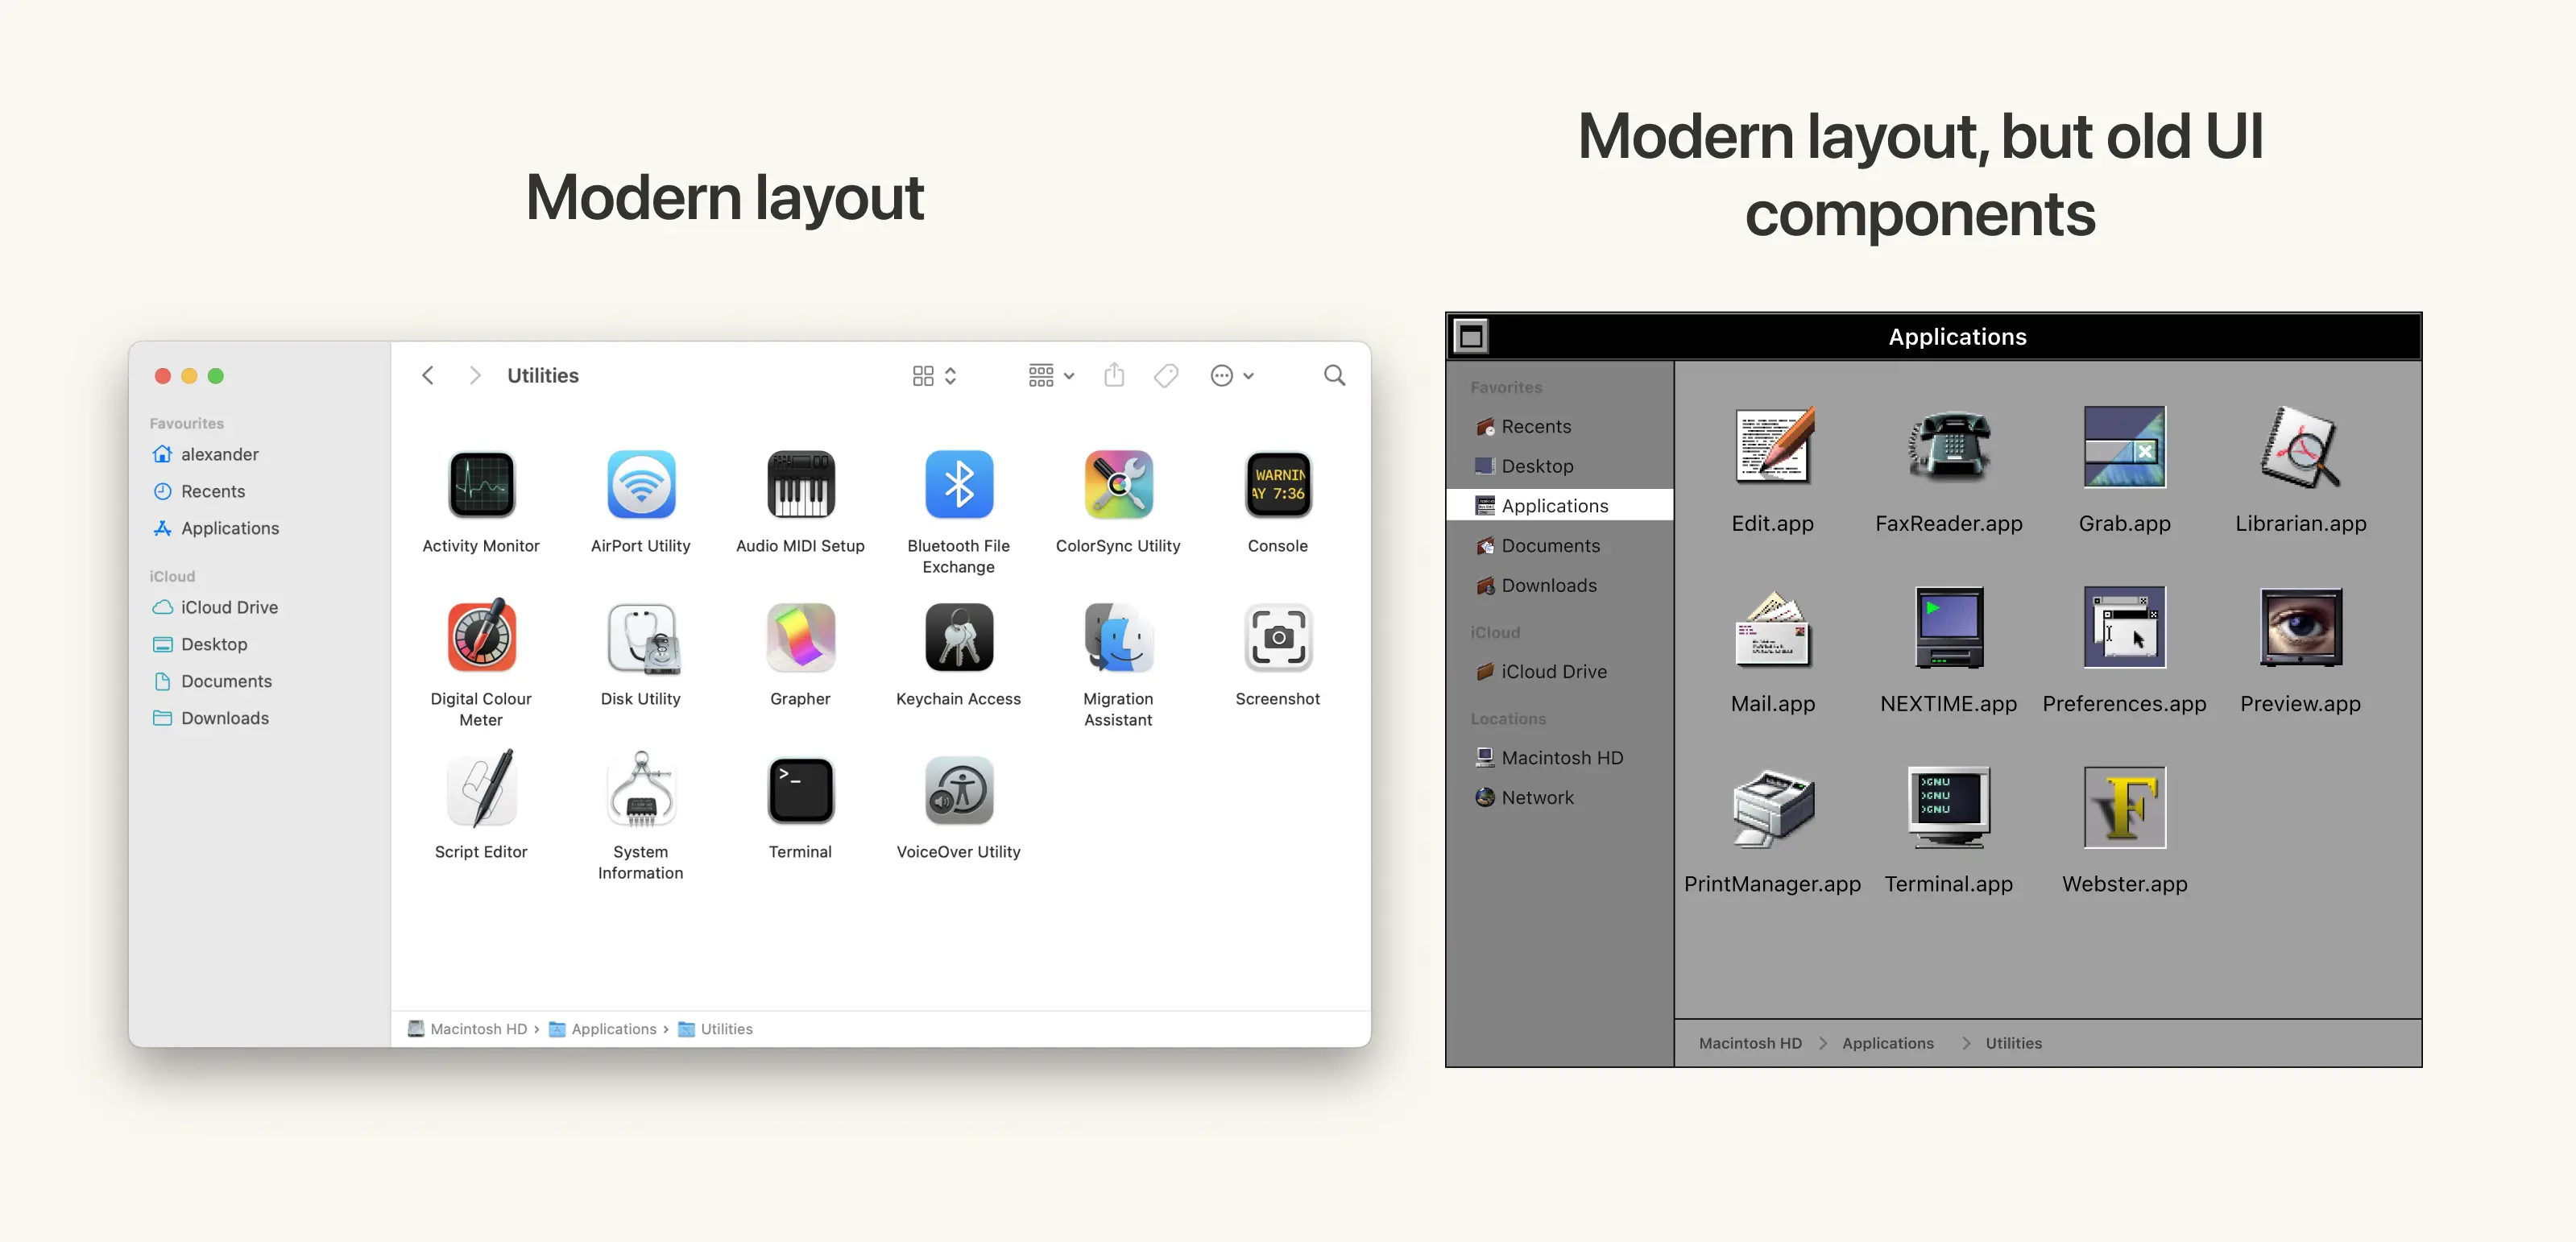 Modern layout
Modern layout, but old UI
components
Utilities
Favourites
alexander
Recents
Applications
iCloud
iCloud Drive
Desktop
Documents
Downloads
WARNIN
AY 7:36
Activity Monitor
AirPort Utility
Audio MIDI Setup
Bluetooth File
Exchange
ColorSync Utility
Console
Digital Colour
Meter
Disk Utility
Grapher
Keychain Access
Migration
Assistant
Screenshot
>_
Script Editor
System
Information
Terminal
VoiceOver Utility
Macintosh HD › Applications › Utilities
Applications
Favorites
Recents
Desktop
Applications
Documents
Downloads
iCloud
iCloud Drive
Locations
Macintosh HD
Network
Edit.app
FaxReader.app
Grab.app
Librarian.app
Mail.app
NEXTIME.app
Preferences.app
Preview.app
>GNU
>GNU
>GNU
F
PrintManager.app
Terminal.app
Webster.app
Macintosh HD > Applications > Utilities